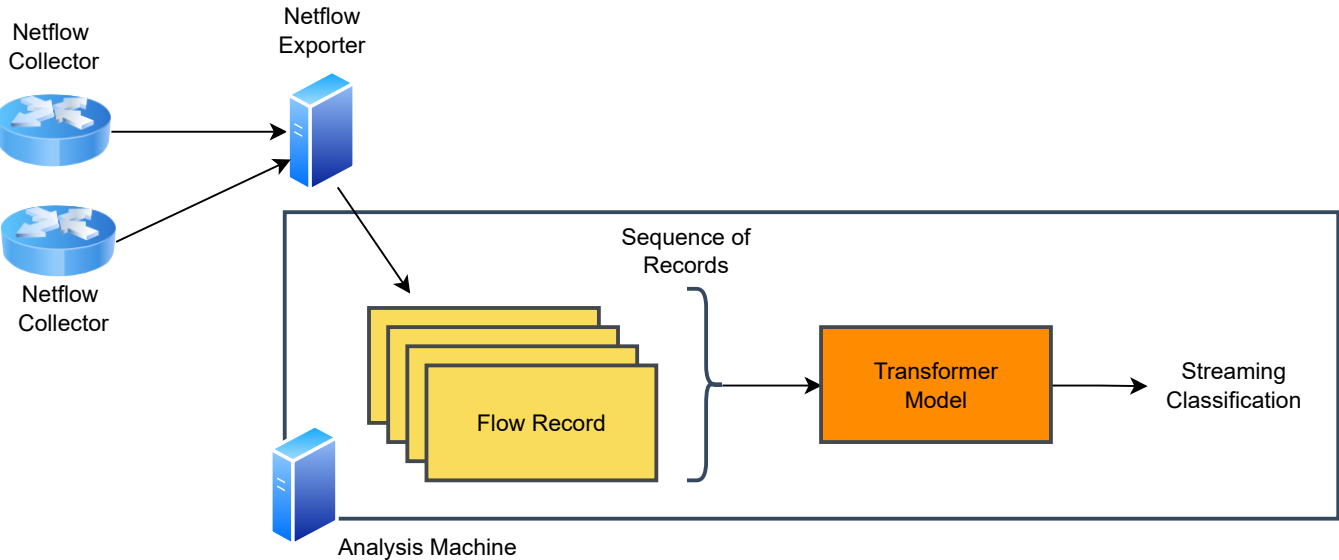 Netflow
Collector
Netflow
Exporter
Netflow
Collector
Sequence of
Records
Flow Record
Transformer
Model
Streaming
Classification
Analysis Machine